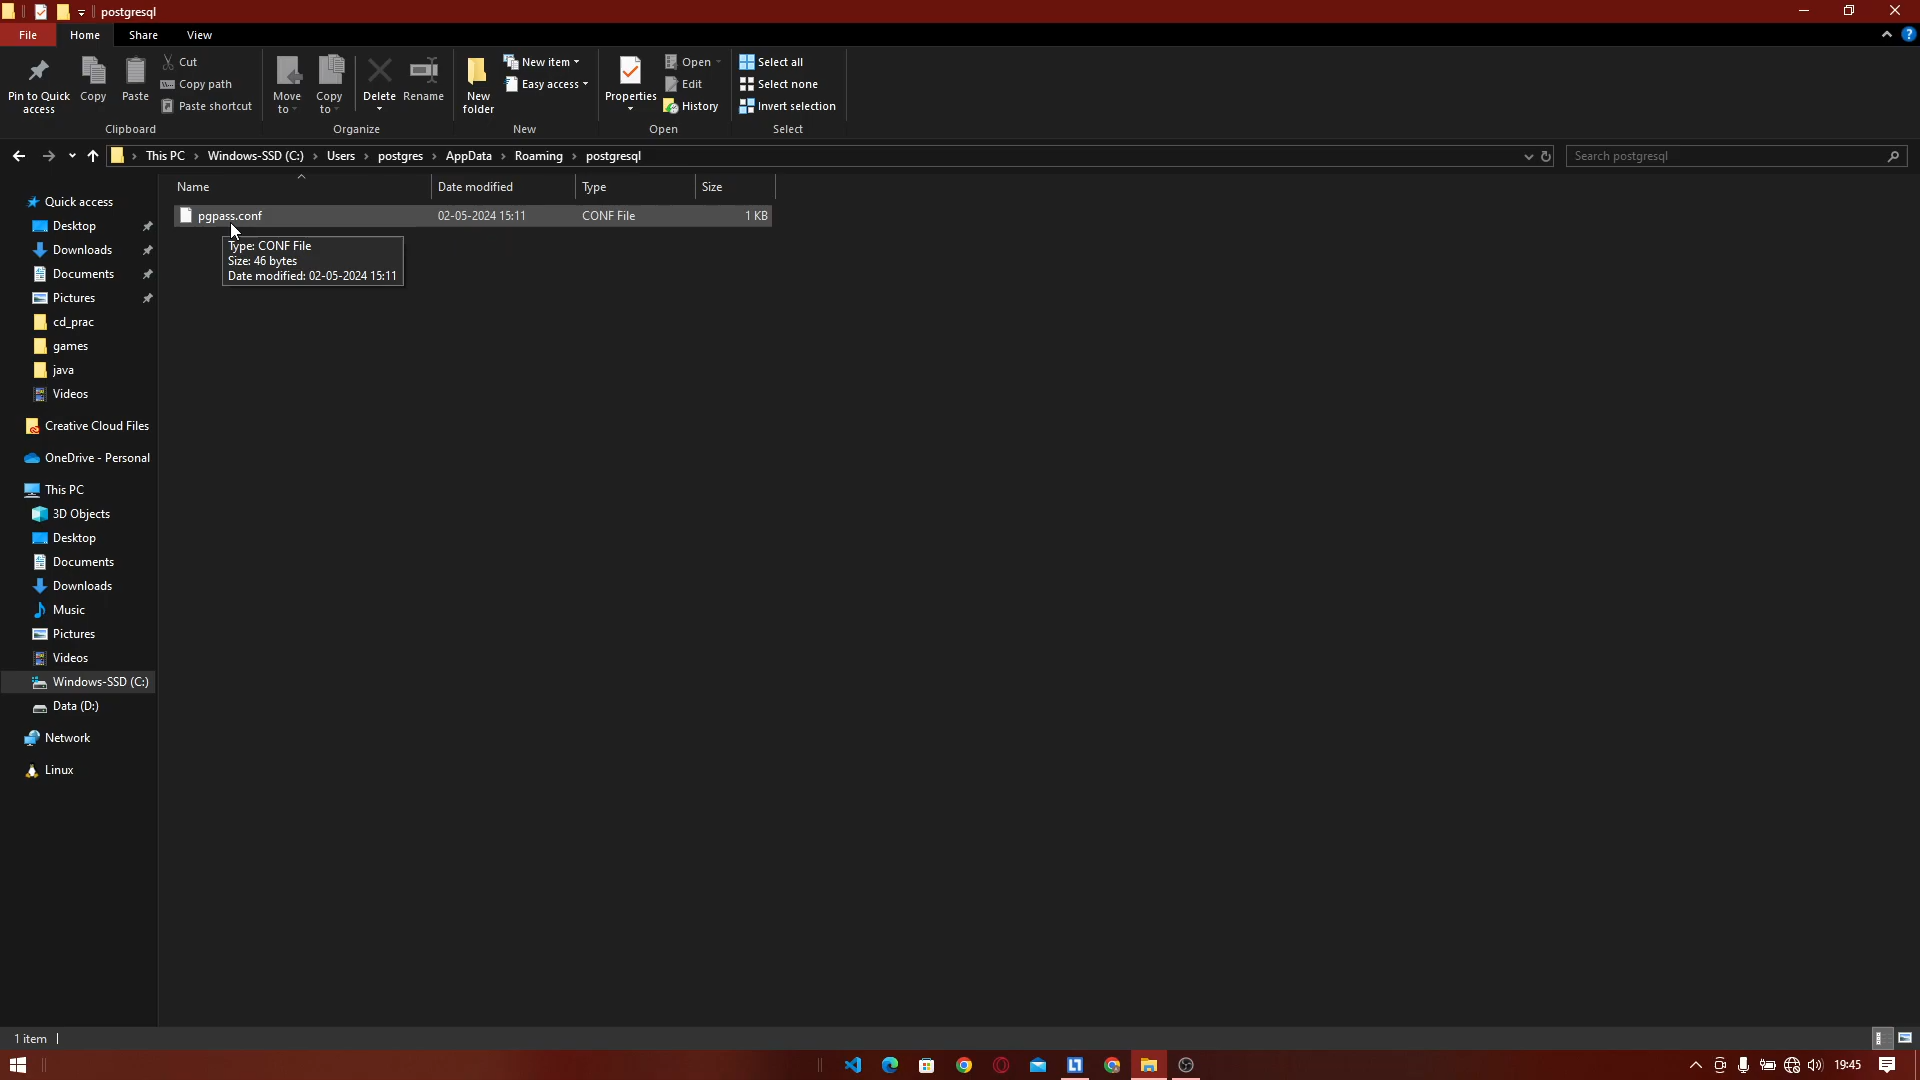 postgresql
File Home Share View
Pin to Quick access
Copy
Paste
Cut
Copy path
Paste shortcut
Clipboard
Move to
Copy to
Delete
Rename
Organize
New folder
New item
Easy access
New
Properties
Open
Edit
History
Open
Select all
Select none
Invert selection
Select
This PC Windows-SSD (C:) Users postgres AppData Roaming postgresql
Search postgresql
Name Date modified Type Size
pgpass.conf 02-05-2024 15:11 CONF File 1 KB
Type: CONF File
Size: 46 bytes
Date modified: 02-05-2024 15:11
Quick access
Desktop
Downloads
Documents
Pictures
cd_prac
games
java
Videos
Creative Cloud Files
OneDrive - Personal
This PC
3D Objects
Desktop
Documents
Downloads
Music
Pictures
Videos
Windows-SSD (C:)
Data (D:)
Network
Linux
1 item
19:45